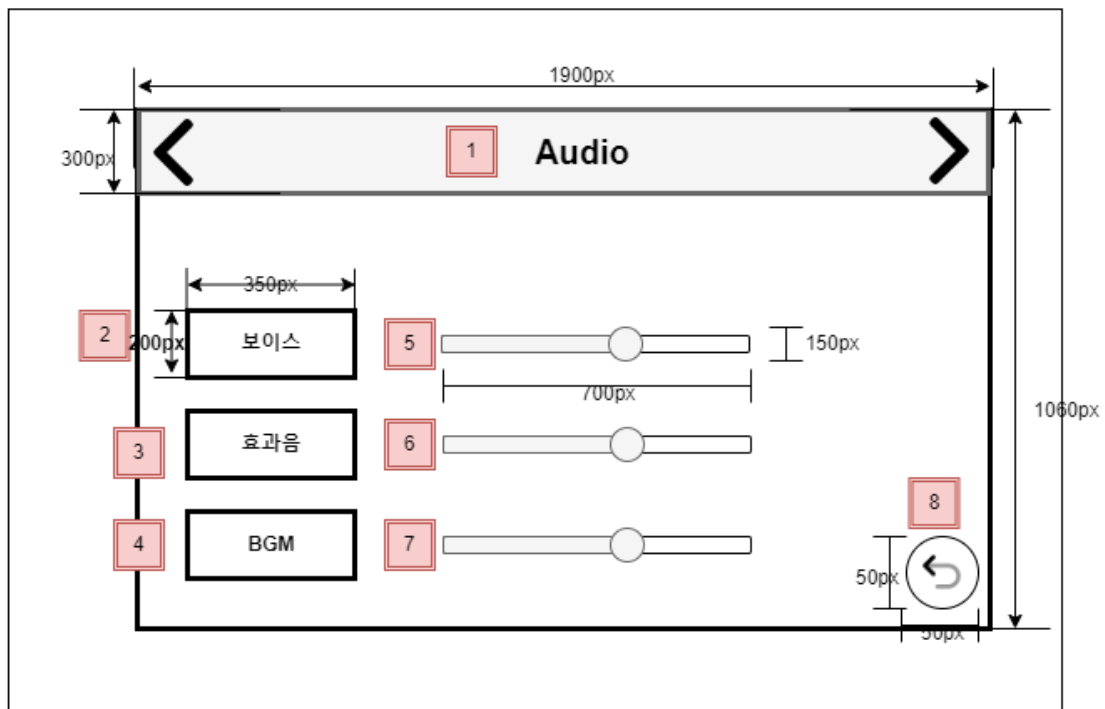 1900px
300px
1
Audio
350px
2
200px
보이스
5
150px
700px
1060px
3
효과음
6
8
4
BGM
7
50px
50px